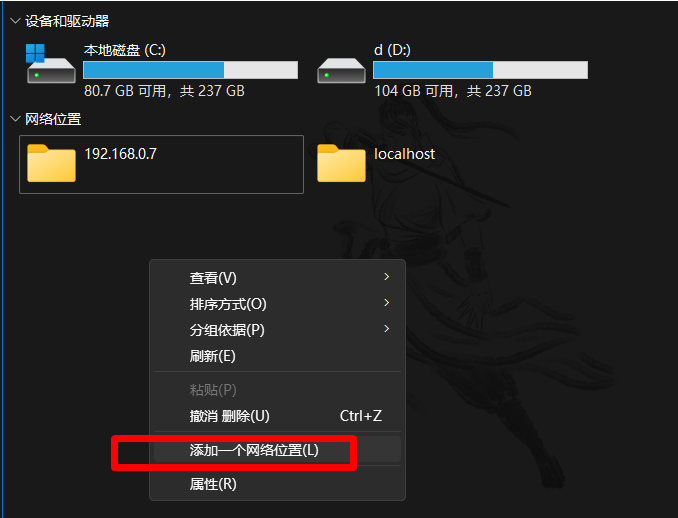 设备和驱动器
本地磁盘 (C:)
80.7 GB 可用，共 237 GB
d (D:)
104 GB 可用，共 237 GB
网络位置
192.168.0.7
localhost
查看(V)
排序方式(O)
分组依据(P)
刷新(E)
粘贴(P)
撤消 删除(U) Ctrl+Z
添加一个网络位置(L)
属性(R)